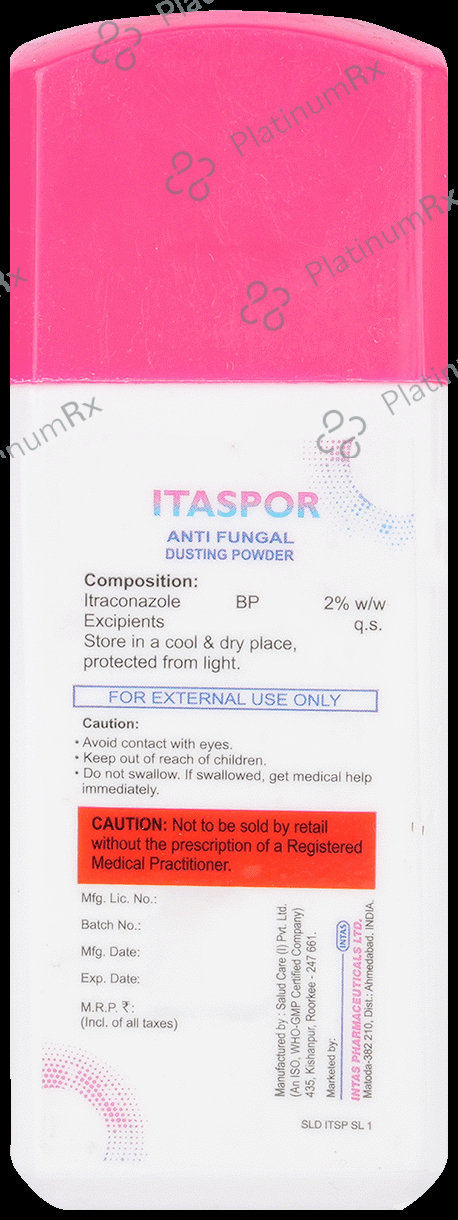 PlatinumRx
PlatinumRx
PlatinumRx
Rx
Platinum
PlatinumRx
ITASPOR
ANTI FUNGAL
DUSTING POWDER
Composition:
Itraconazole BP 2% w/w
Excipients q.s.
Store in a cool & dry place,
protected from light.
FOR EXTERNAL USE ONLY
Caution:
• Avoid contact with eyes.
• Keep out of reach of children.
• Do not swallow. If swallowed, get medical help
immediately.
CAUTION: Not to be sold by retail
without the prescription of a Registered
Medical Practitioner.
Mfg. Lic. No.:
Batch No.:
Mfg. Date:
Exp. Date:
M.R.P. ₹:
(Incl. of all taxes)
Manufactured by : Salud Care (I) Pvt. Ltd.
(An ISO, WHO-GMP Certified Company)
435, Kishanpur, Roorkee - 247 661.
Marketed by:
INTAS
INTAS PHARMACEUTICALS LTD.
Matoda-382 210, Dist.: Ahmedabad. INDIA.
SLD ITSP SL 1